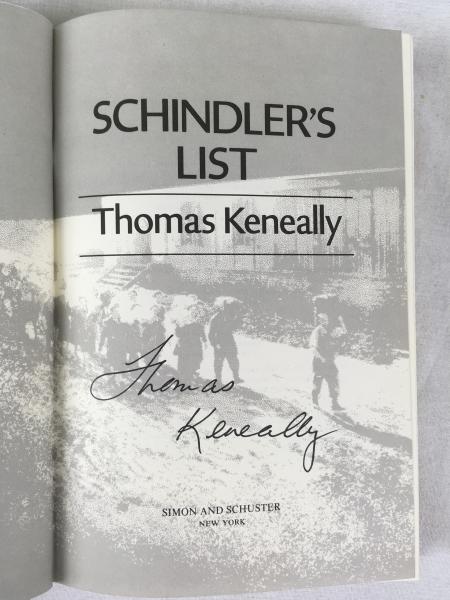 SCHINDLER'S
LIST
Thomas Keneally
Thomas
Keneally
SIMON AND SCHUSTER
NEW YORK